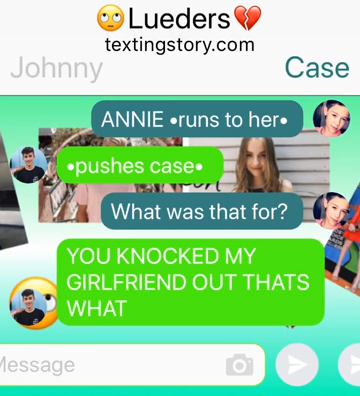 🙄Lueders💔
textingstory.com
Johnny Case
ANNIE •runs to her•
•pushes case•
What was that for?
YOU KNOCKED MY
GIRLFRIEND OUT THATS
WHAT
Message